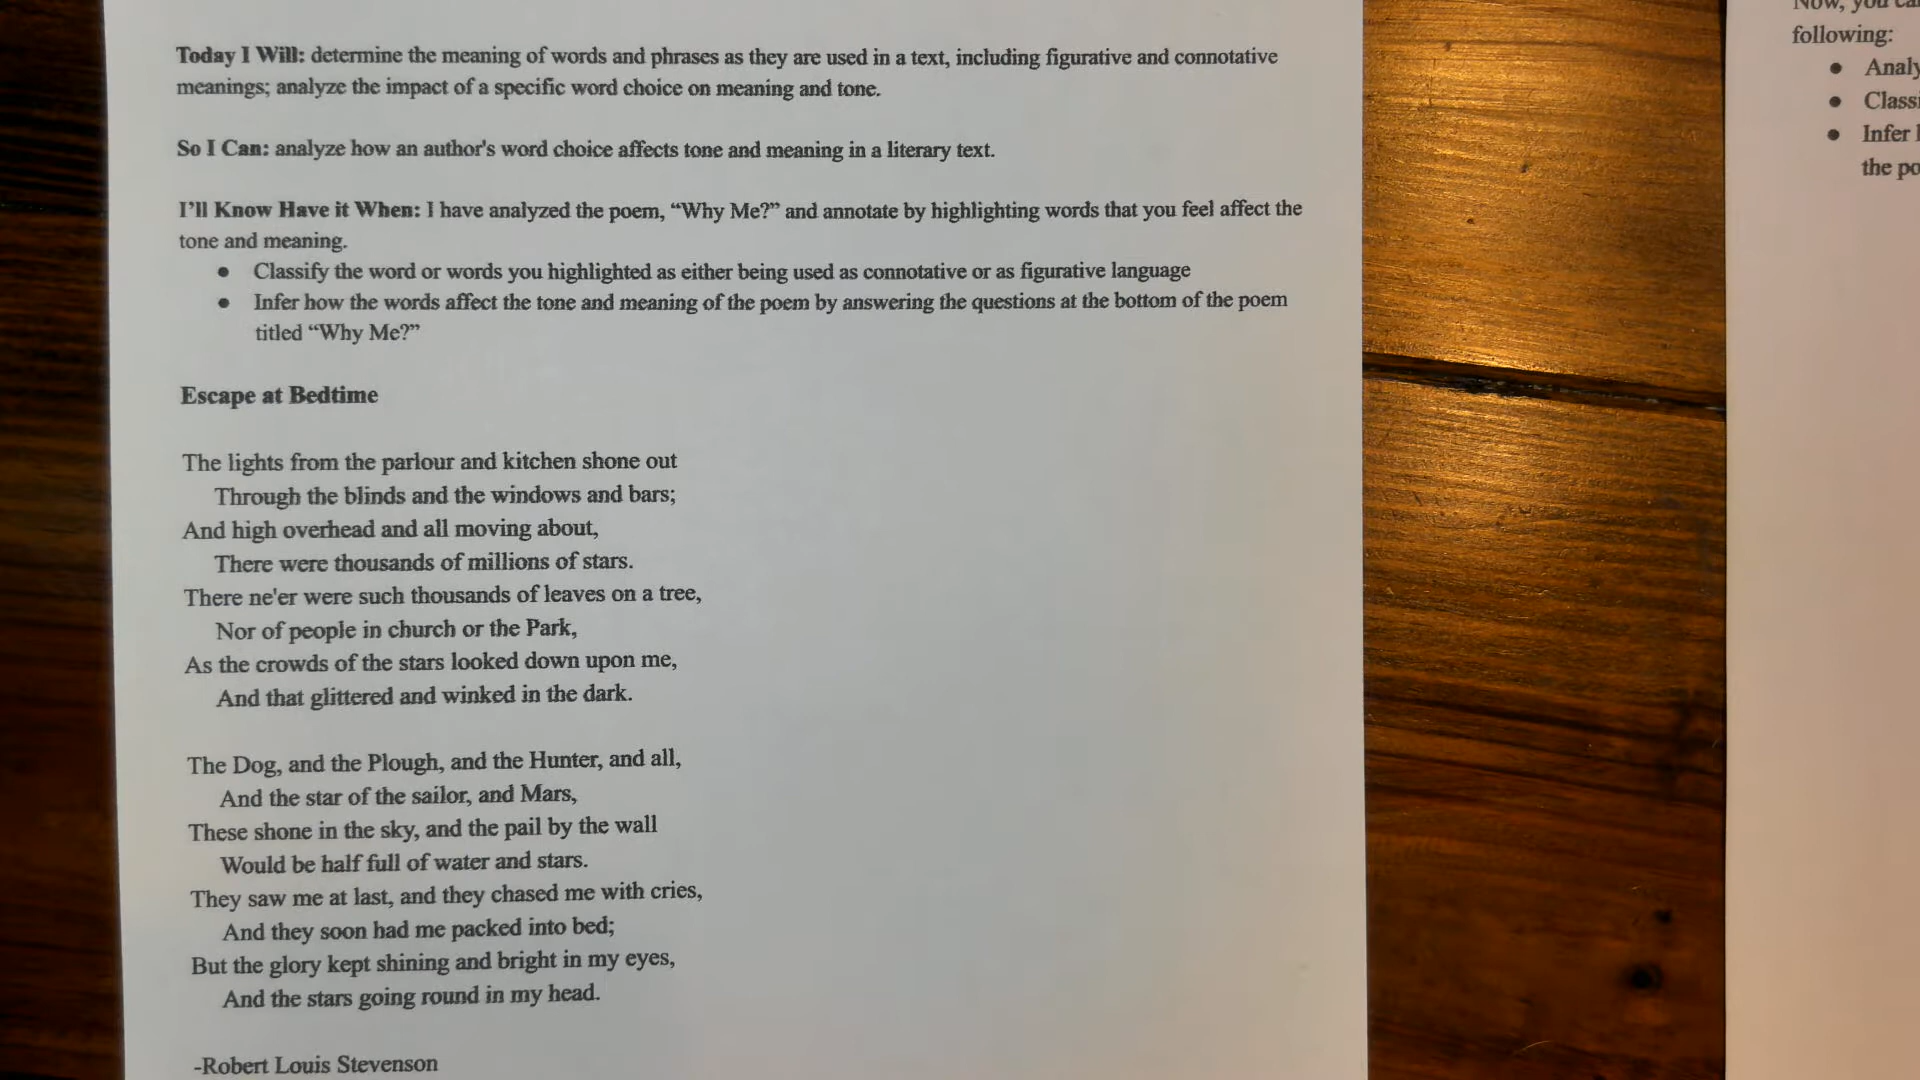 Today I Will: determine the meaning of words and phrases as they are used in a text, including figurative and connotative
meanings; analyze the impact of a specific word choice on meaning and tone.
So I Can: analyze how an author's word choice affects tone and meaning in a literary text.
I'll Know Have it When: I have analyzed the poem, “Why Me?” and annotate by highlighting words that you feel affect the
tone and meaning.
● Classify the word or words you highlighted as either being used as connotative or as figurative language
● Infer how the words affect the tone and meaning of the poem by answering the questions at the bottom of the poem
titled “Why Me?”
Escape at Bedtime
The lights from the parlour and kitchen shone out
Through the blinds and the windows and bars;
And high overhead and all moving about,
There were thousands of millions of stars.
There ne'er were such thousands of leaves on a tree,
Nor of people in church or the Park,
As the crowds of the stars looked down upon me,
And that glittered and winked in the dark.
The Dog, and the Plough, and the Hunter, and all,
And the star of the sailor, and Mars,
These shone in the sky, and the pail by the wall
Would be half full of water and stars.
They saw me at last, and they chased me with cries,
And they soon had me packed into bed;
But the glory kept shining and bright in my eyes,
And the stars going round in my head.
-Robert Louis Stevenson
Now, you
following:
●
●
● Infer
the